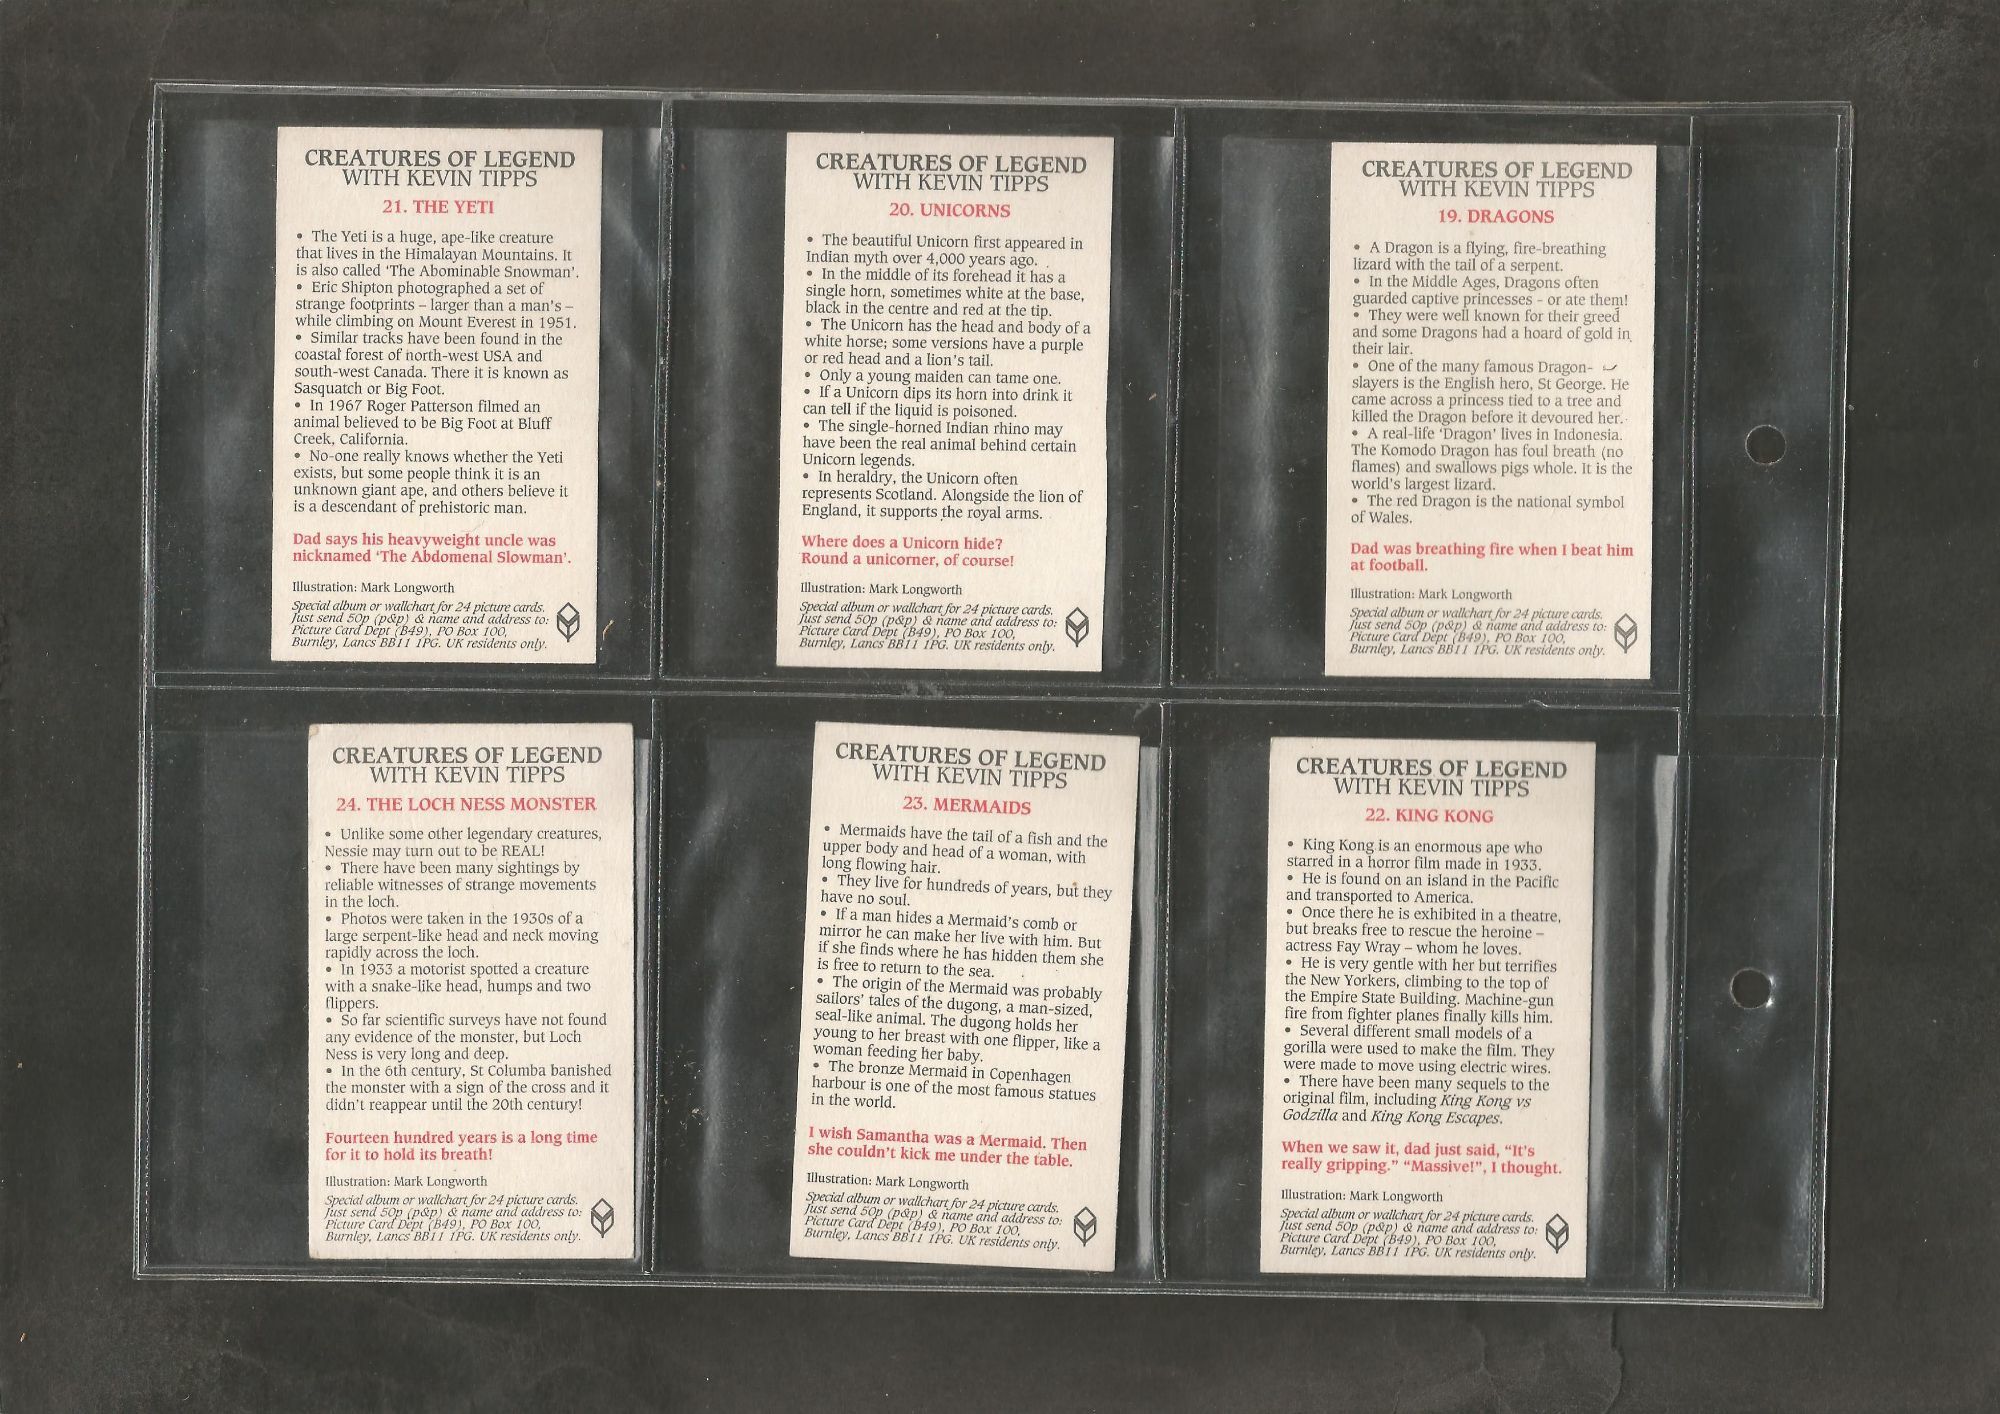 CREATURES OF LEGEND
WITH KEVIN TIPPS
21. THE YETI
• The Yeti is a huge, ape-like creature
that lives in the Himalayan Mountains. It
is also called 'The Abominable Snowman'.
• Eric Shipton photographed a set of
strange footprints – larger than a man's –
while climbing on Mount Everest in 1951.
• Similar tracks have been found in the
coastal forest of north-west USA and
south-west Canada. There it is known as
Sasquatch or Big Foot.
• In 1967 Roger Patterson filmed an
animal believed to be Big Foot at Bluff
Creek, California.
• No-one really knows whether the Yeti
exists, but some people think it is an
unknown giant ape, and others believe it
is a descendant of prehistoric man.
Dad says his heavyweight uncle was
nicknamed 'The Abdomenal Slowman'.
Illustration: Mark Longworth
Special album or wallchart for 24 picture cards.
Just send 50p (p&p) & name and address to:
Picture Card Dept (B49), PO Box 100,
Burnley, Lancs BB11 1PG. UK residents only.
CREATURES OF LEGEND
WITH KEVIN TIPPS
20. UNICORNS
• The beautiful Unicorn first appeared in
Indian myth over 4,000 years ago.
• In the middle of its forehead it has a
single horn, sometimes white at the base,
black in the centre and red at the tip.
• The Unicorn has the head and body of a
white horse; some versions have a purple
or red head and a lion's tail.
• Only a young maiden can tame one.
• If a Unicorn dips its horn into drink it
can tell if the liquid is poisoned.
• The single-horned Indian rhino may
have been the real animal behind certain
Unicorn legends.
• In heraldry, the Unicorn often
represents Scotland. Alongside the lion of
England, it supports the royal arms.
Where does a Unicorn hide?
Round a unicorner, of course!
Illustration: Mark Longworth
Special album or wallchart for 24 picture cards.
Just send 50p (p&p) & name and address to:
Picture Card Dept (B49), PO Box 100,
Burnley, Lancs BB11 1PG. UK residents only.
CREATURES OF LEGEND
WITH KEVIN TIPPS
19. DRAGONS
• A Dragon is a flying, fire-breathing
lizard with the tail of a serpent.
• In the Middle Ages, Dragons often
guarded captive princesses - or ate them!
• They were well known for their greed
and some Dragons had a hoard of gold in
their lair.
• One of the many famous Dragon-
slayers is the English hero, St George. He
came across a princess tied to a tree and
killed the Dragon before it devoured her.
• A real-life 'Dragon' lives in Indonesia.
The Komodo Dragon has foul breath (no
flames) and swallows pigs whole. It is the
world's largest lizard.
• The red Dragon is the national symbol
of Wales.
Dad was breathing fire when I beat him
at football.
Illustration: Mark Longworth
Special album or wallchart for 24 picture cards.
Just send 50p (p&p) & name and address to:
Picture Card Dept (B49), PO Box 100,
Burnley, Lancs BB11 1PG. UK residents only.
CREATURES OF LEGEND
WITH KEVIN TIPPS
24. THE LOCH NESS MONSTER
• Unlike some other legendary creatures,
Nessie may turn out to be REAL!
• There have been many sightings by
reliable witnesses of strange movements
in the loch.
• Photos were taken in the 1930s of a
large serpent-like head and neck moving
rapidly across the loch.
• In 1933 a motorist spotted a creature
with a snake-like head, humps and two
flippers.
• So far scientific surveys have not found
any evidence of the monster, but Loch
Ness is very long and deep.
• In the 6th century, St Columba banished
the monster with a sign of the cross and it
didn't reappear until the 20th century!
Fourteen hundred years is a long time
for it to hold its breath!
Illustration: Mark Longworth
Special album or wallchart for 24 picture cards.
Just send 50p (p&p) & name and address to:
Picture Card Dept (B49), PO Box 100,
Burnley, Lancs BB11 1PG. UK residents only.
CREATURES OF LEGEND
WITH KEVIN TIPPS
23. MERMAIDS
• Mermaids have the tail of a fish and the
upper body and head of a woman, with
long flowing hair.
• They live for hundreds of years, but they
have no soul.
• If a man hides a Mermaid's comb or
mirror he can make her live with him. But
if she finds where he has hidden them she
is free to return to the sea.
• The origin of the Mermaid was probably
sailors' tales of the dugong, a man-sized,
seal-like animal. The dugong holds her
young to her breast with one flipper, like a
woman feeding her baby.
• The bronze Mermaid in Copenhagen
harbour is one of the most famous statues
in the world.
I wish Samantha was a Mermaid. Then
she couldn't kick me under the table.
Illustration: Mark Longworth
Special album or wallchart for 24 picture cards.
Just send 50p (p&p) & name and address to:
Picture Card Dept (B49), PO Box 100,
Burnley, Lancs BB11 1PG. UK residents only.
CREATURES OF LEGEND
WITH KEVIN TIPPS
22. KING KONG
• King Kong is an enormous ape who
starred in a horror film made in 1933.
• He is found on an island in the Pacific
and transported to America.
• Once there he is exhibited in a theatre,
but breaks free to rescue the heroine –
actress Fay Wray – whom he loves.
• He is very gentle with her but terrifies
the New Yorkers, climbing to the top of
the Empire State Building. Machine-gun
fire from fighter planes finally kills him.
• Several different small models of a
gorilla were used to make the film. They
were made to move using electric wires.
• There have been many sequels to the
original film, including King Kong vs
Godzilla and King Kong Escapes.
When we saw it, dad just said, "It's
really gripping." "Massive!", I thought.
Illustration: Mark Longworth
Special album or wallchart for 24 picture cards.
Just send 50p (p&p) & name and address to:
Picture Card Dept (B49), PO Box 100,
Burnley, Lancs BB11 1PG. UK residents only.